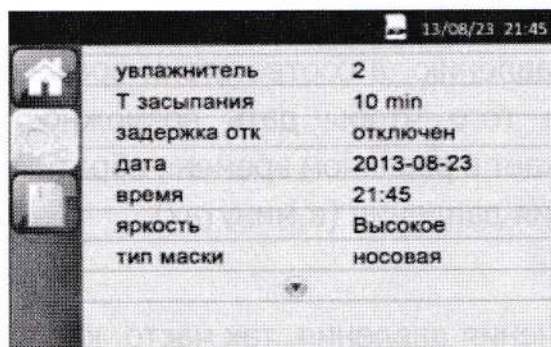 13/08/23 21:45
увлажнитель 2
Т засыпания 10 min
задержка отк отключен
дата 2013-08-23
время 21:45
яркость Высокое
тип маски носовая